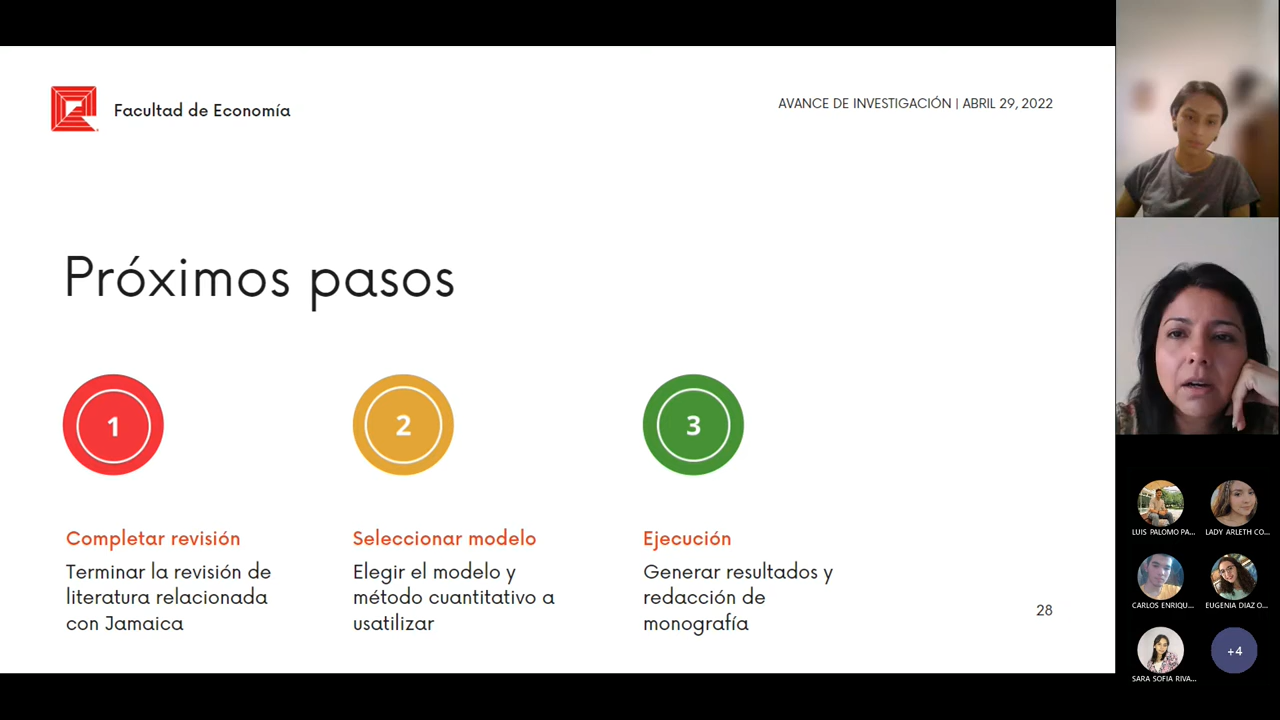 Facultad de Economía
AVANCE DE INVESTIGACIÓN | ABRIL 29, 2022
Próximos pasos
1
2
3
Completar revisión
Terminar la revisión de
literatura relacionada
con Jamaica
Seleccionar modelo
Elegir el modelo y
método cuantitativo a
usatilizar
Ejecución
Generar resultados y
redacción de
monografía
28
LUIS PALOMO PA...
LADY ARLETH CO...
CARLOS ENRIQU...
EUGENIA DIAZ O...
SARA SOFIA RIVA...
+4